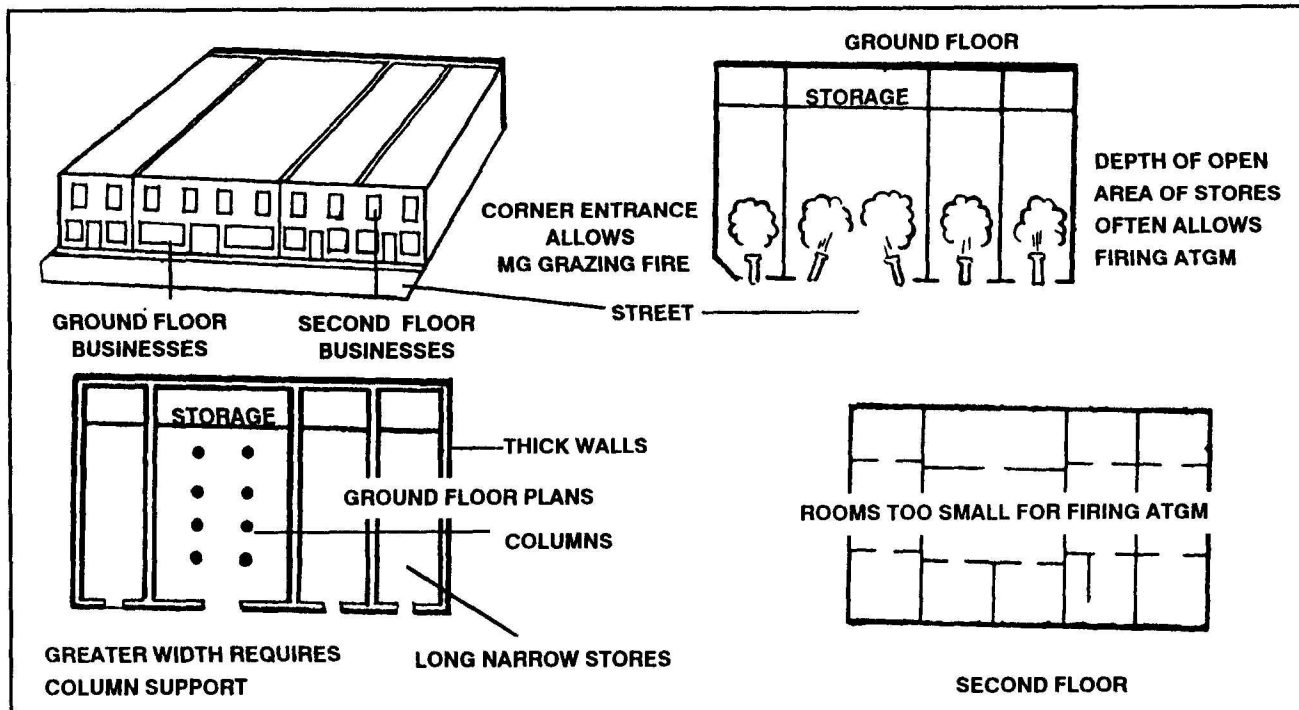 GROUND FLOOR
STORAGE
DEPTH OF OPEN
AREA OF STORES
OFTEN ALLOWS
FIRING ATGM
CORNER ENTRANCE
ALLOWS
MG GRAZING FIRE
STREET
GROUND FLOOR
BUSINESSES
SECOND FLOOR
BUSINESSES
STORAGE
THICK WALLS
GROUND FLOOR PLANS
COLUMNS
LONG NARROW STORES
GREATER WIDTH REQUIRES
COLUMN SUPPORT
ROOMS TOO SMALL FOR FIRING ATGM
SECOND FLOOR